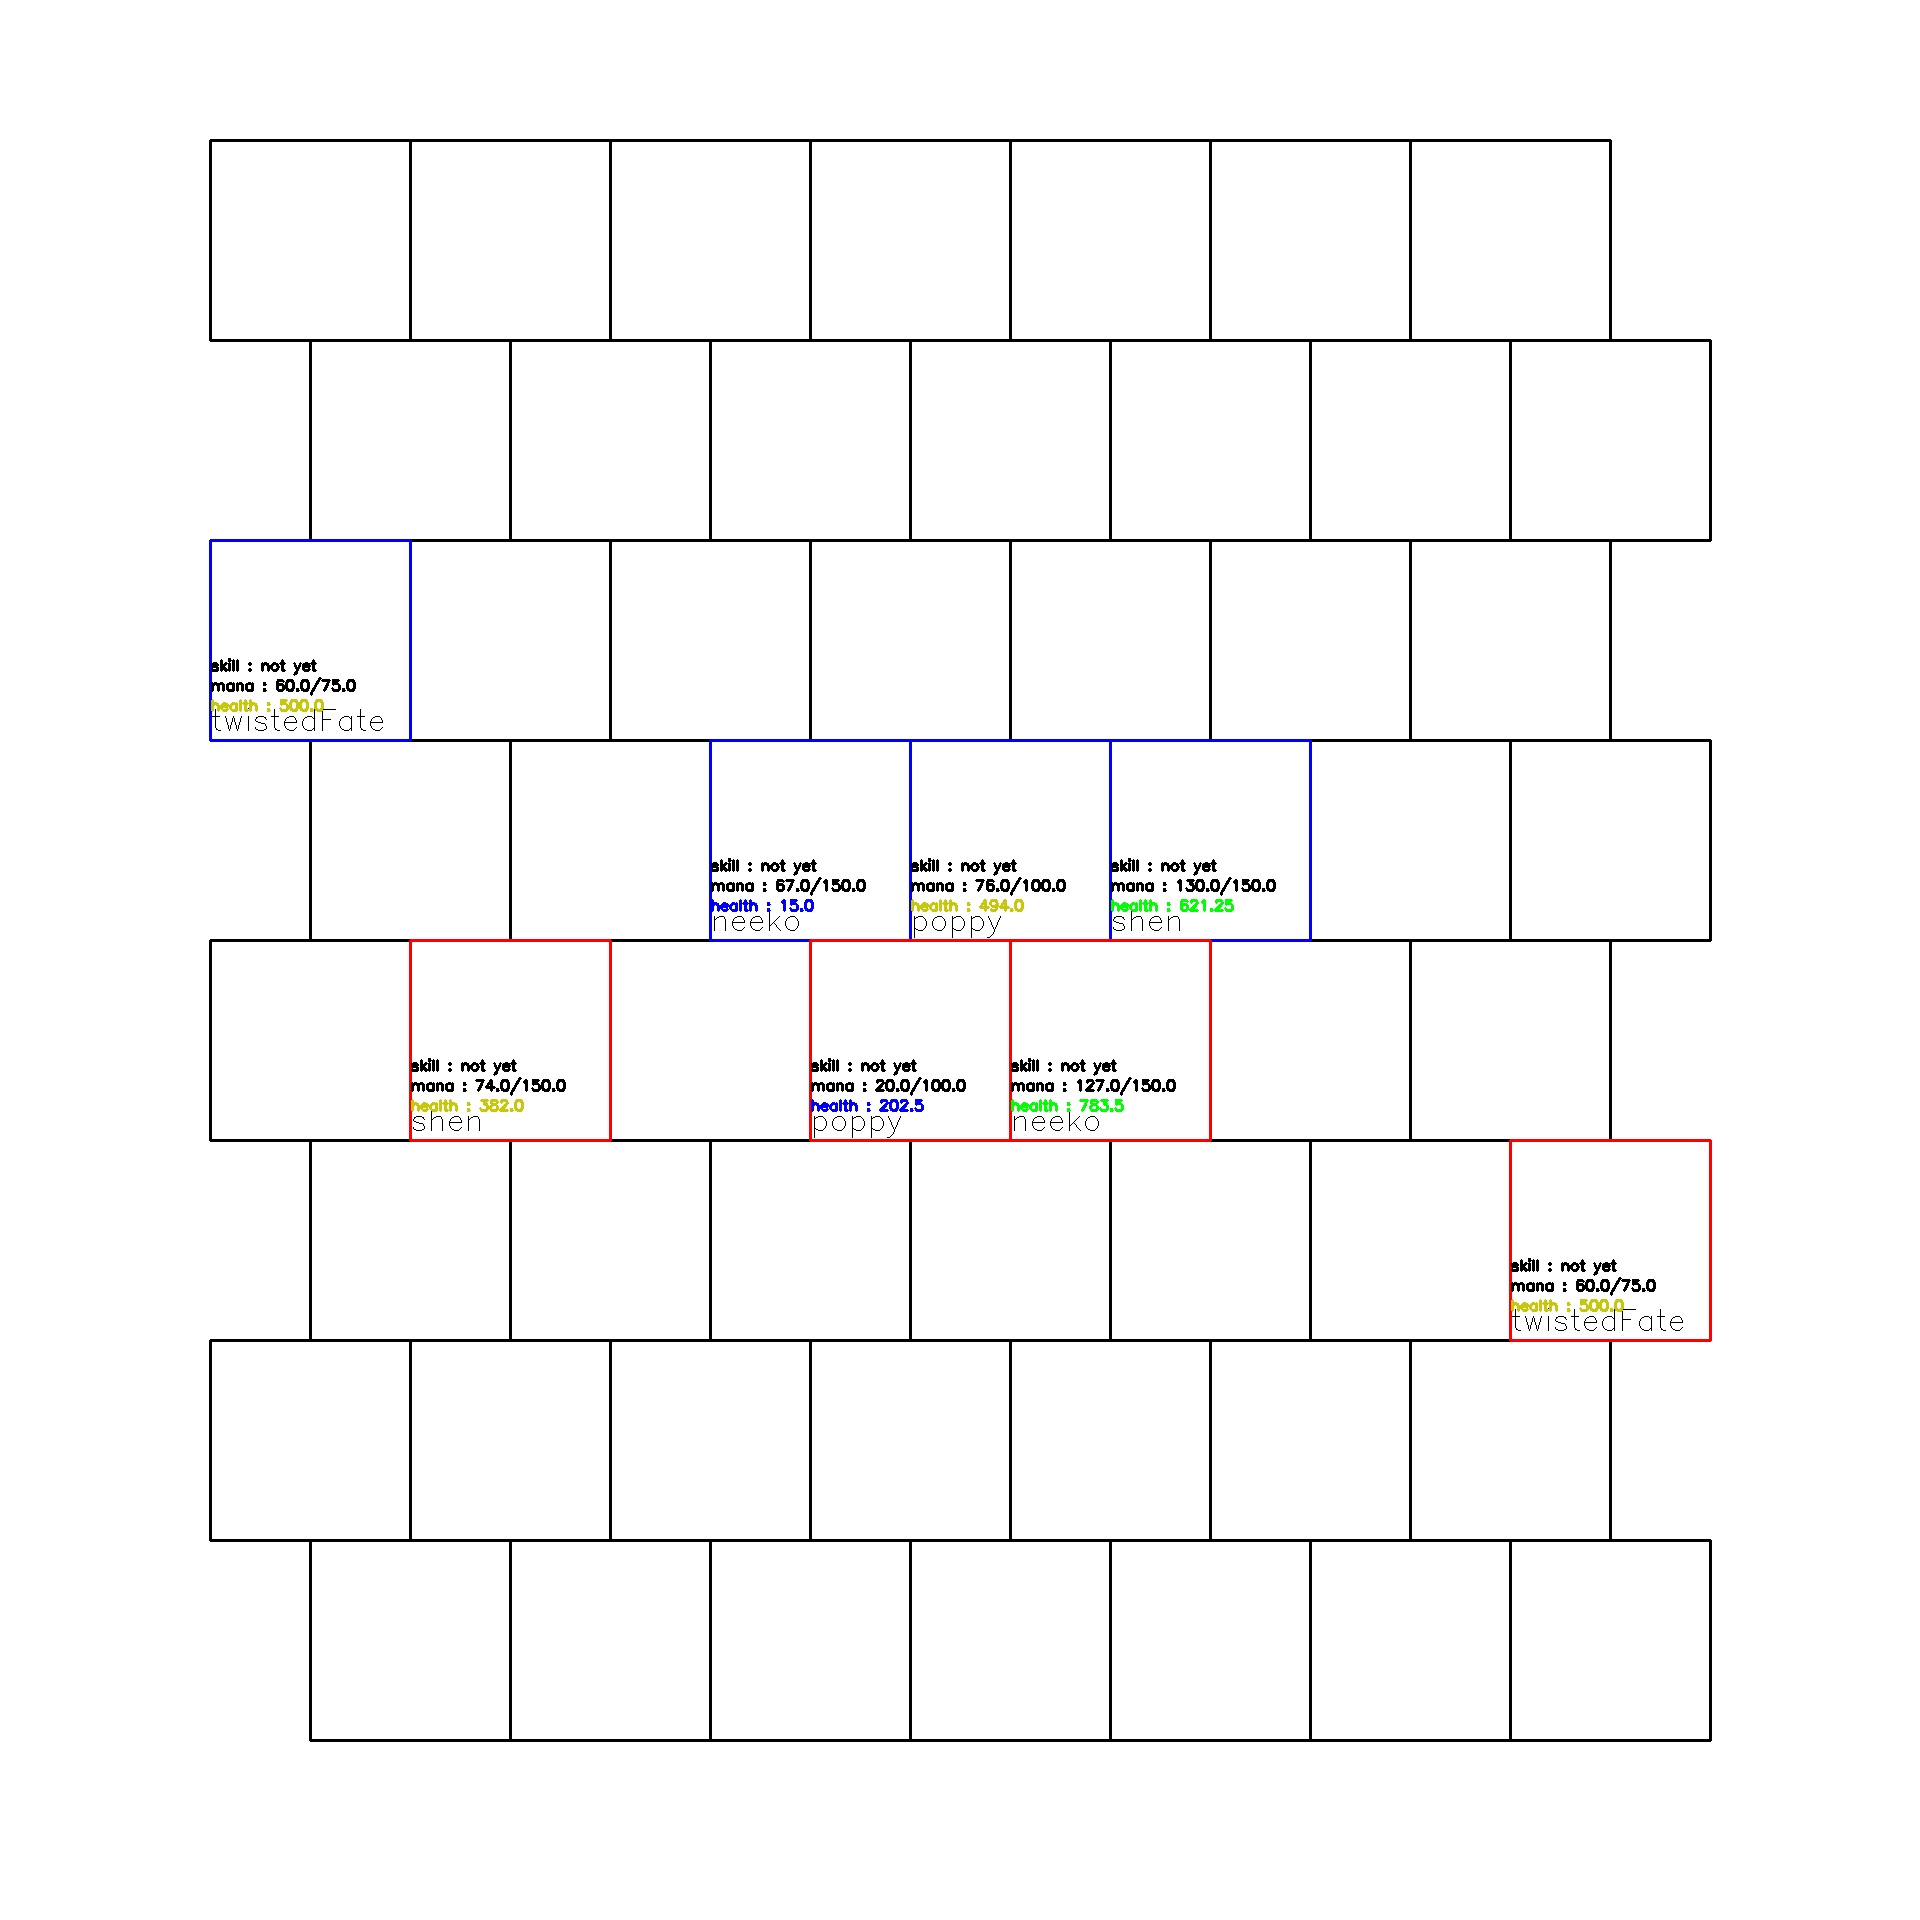 skill : not yet
mana : 60.0/75.0
health : 500.0
twistedFate
skill : not yet
mana : 67.0/150.0
health : 15.0
neeko
skill : not yet
mana : 76.0/100.0
health : 494.0
poppy
skill : not yet
mana : 130.0/150.0
health : 621.25
shen
skill : not yet
mana : 74.0/150.0
health : 382.0
shen
skill : not yet
mana : 20.0/100.0
health : 202.5
poppy
skill : not yet
mana : 127.0/150.0
health : 783.5
neeko
skill : not yet
mana : 60.0/75.0
health : 500.0
twistedFate